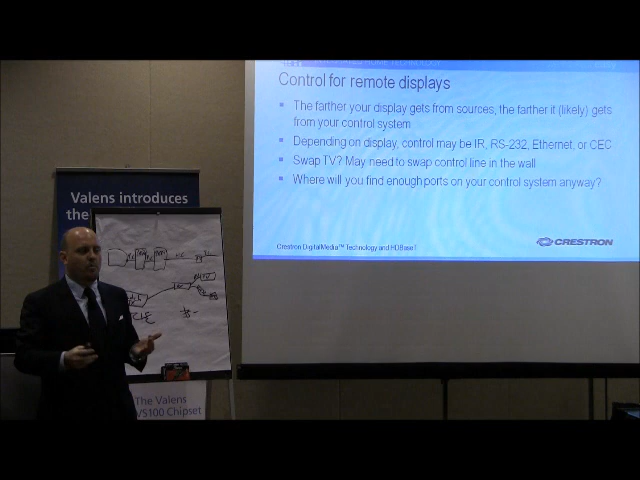 HOME TECHNOLOGY
Control for remote displays
The farther your display gets from sources, the farther it (likely) gets
from your control system
Depending on display, control may be IR, RS-232, Ethernet, or CEC
Swap TV? May need to swap control line in the wall
Where will you find enough ports on your control system anyway?
Crestron DigitalMedia™ Technology and HDBaseT
CRESTRON
Valens introduces
the
The Valens
VS100 Chipset